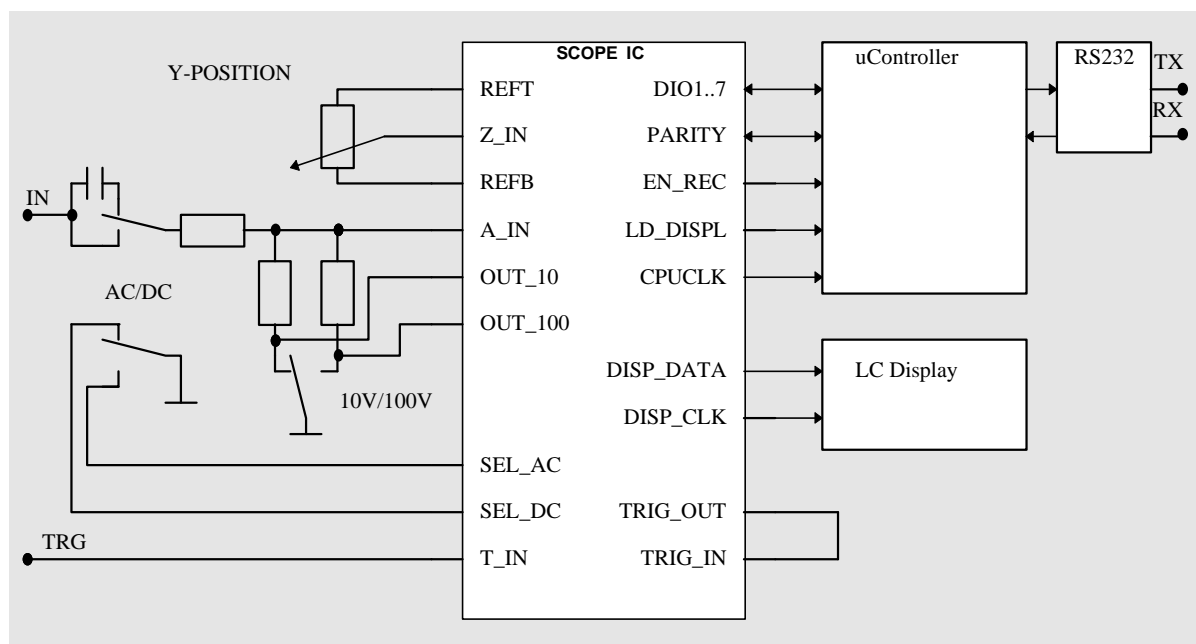 SCOPE IC
uController
RS232
TX
RX
Y-POSITION
REFT
Z_IN
REFB
A_IN
OUT_10
OUT_100
SEL_AC
SEL_DC
T_IN
DIO1..7
PARITY
EN_REC
LD_DISPL
CPUCLK
DISP_DATA
DISP_CLK
TRIG_OUT
TRIG_IN
LC Display
IN
AC/DC
10V/100V
TRG